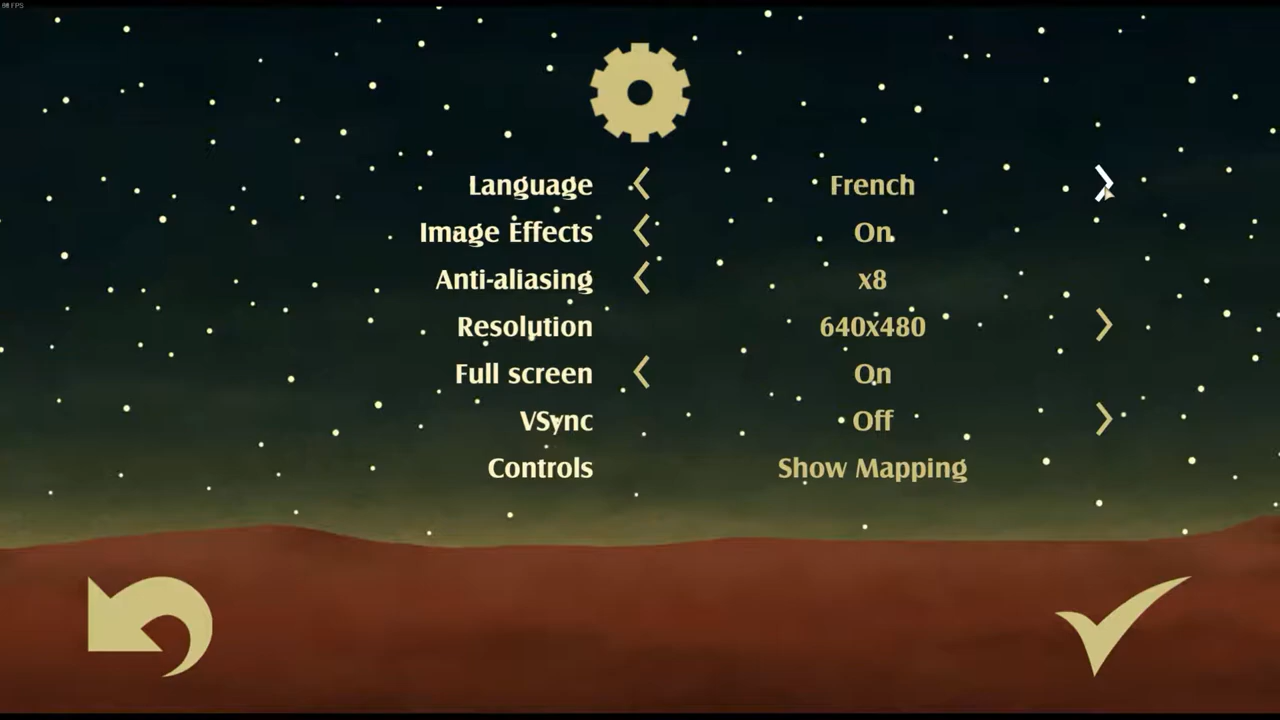 Language French
Image Effects On
Anti-aliasing x8
Resolution 640x480
Full screen On
VSync Off
Controls Show Mapping